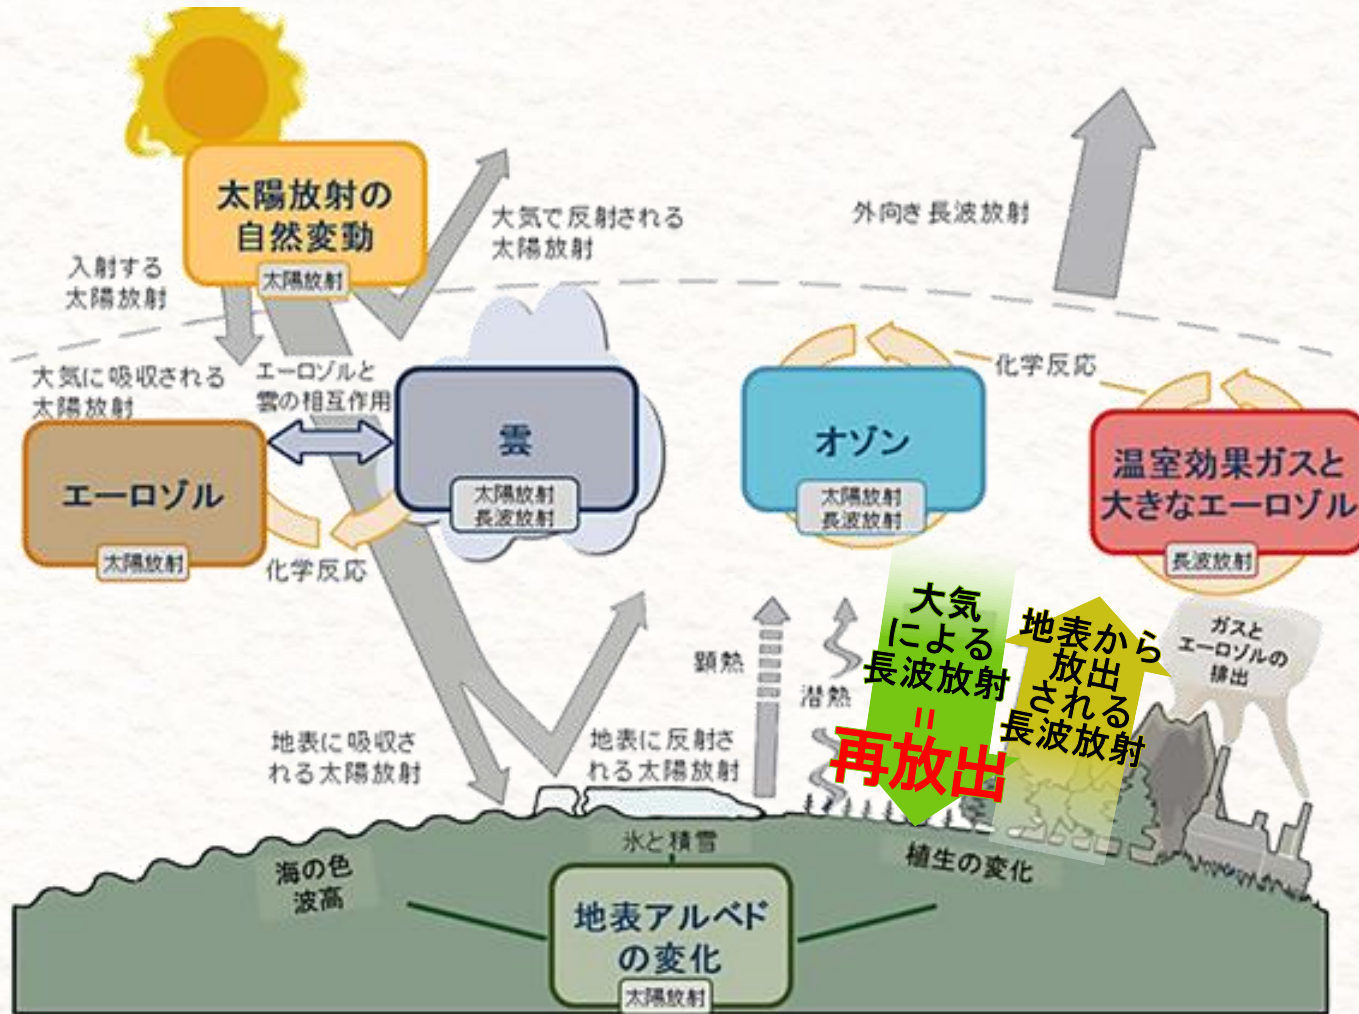 太陽放射の
自然変動
太陽放射
入射する
太陽放射
大気で反射される
太陽放射
外向き長波放射
大気に吸収される
太陽放射
エーロゾルと
雲の相互作用
化学反応
エーロゾル
太陽放射
雲
太陽放射
長波放射
オゾン
太陽放射
長波放射
温室効果ガスと
大きなエーロゾル
長波放射
化学反応
顕熱
潜熱
大気
による
長波放射
=
再放出
地表から
放出
される
長波放射
ガスと
エーロゾルの
排出
地表に吸収さ
れる太陽放射
地表に反射さ
れる太陽放射
氷と積雪
海の色
波高
植生の変化
地表アルベド
の変化
太陽放射